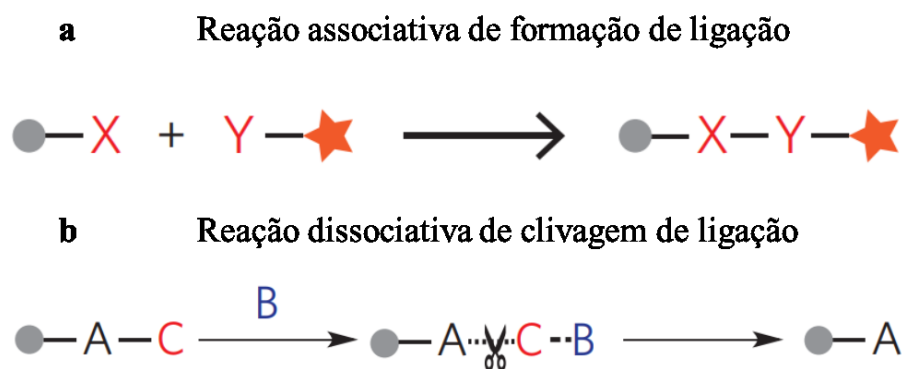 a Reação associativa de formação de ligação
X + Y X Y
b Reação dissociativa de clivagem de ligação
B
A C A C B A